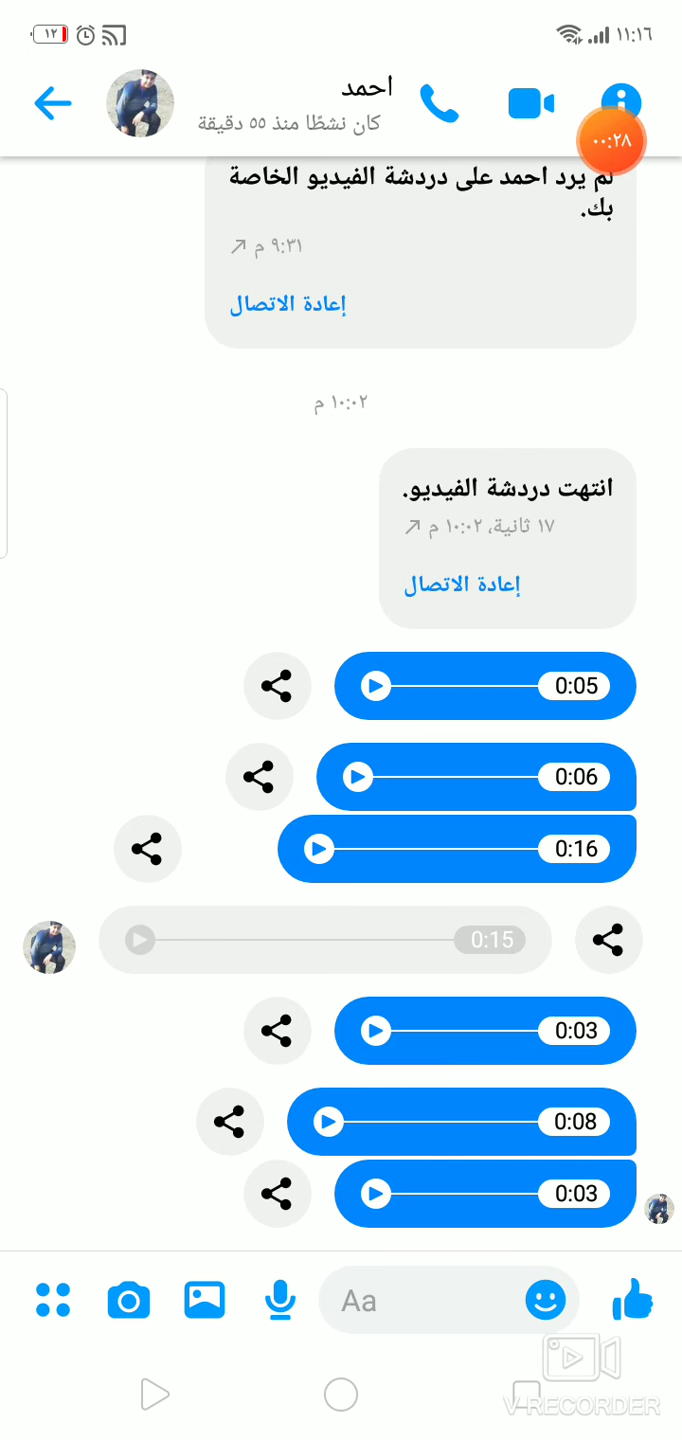 ١٢
١١:١٦
احمد
كان نشطًا منذ ٥٥ دقيقة
٠٠:٢٨
لم يرد احمد على دردشة الفيديو الخاصة
بك.
٩:٣١ م
إعادة الاتصال
١٠:٠٢ م
انتهت دردشة الفيديو.
١٧ ثانية، ١٠:٠٢ م
إعادة الاتصال
0:05
0:06
0:16
0:15
0:03
0:08
0:03
Aa
V-RECORDER